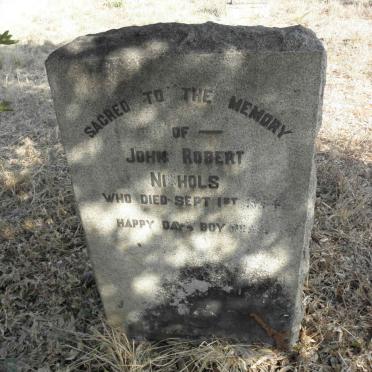 SACRED TO THE MEMORY
OF —
JOHN ROBERT
NICHOLS
WHO DIED SEPT 1ST
HAPPY DAYS BOY